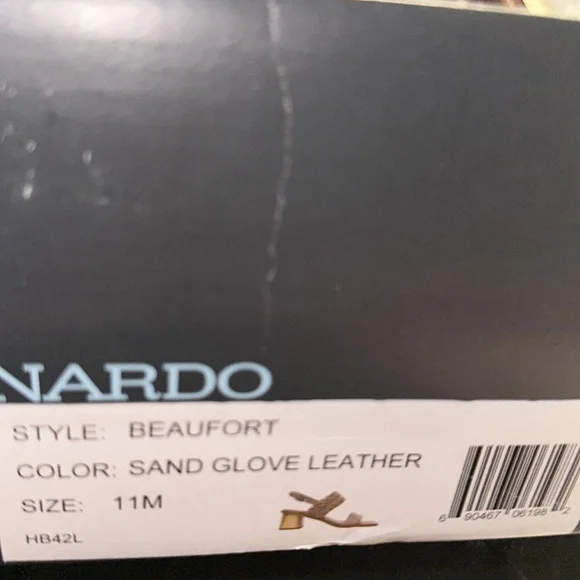 NARDO
STYLE: BEAUFORT
COLOR: SAND GLOVE LEATHER
SIZE: 11M
HB42L
6 90467 06198 2